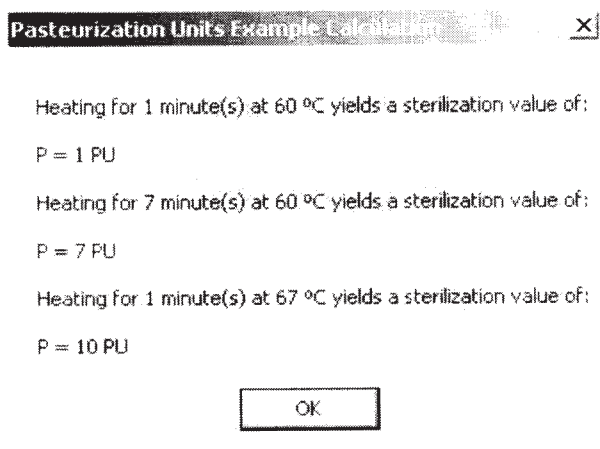 Pasteurization Units Example Calculation
Heating for 1 minute(s) at 60 ºC yields a sterilization value of:
P = 1 PU
Heating for 7 minute(s) at 60 ºC yields a sterilization value of:
P = 7 PU
Heating for 1 minute(s) at 67 ºC yields a sterilization value of:
P = 10 PU
OK